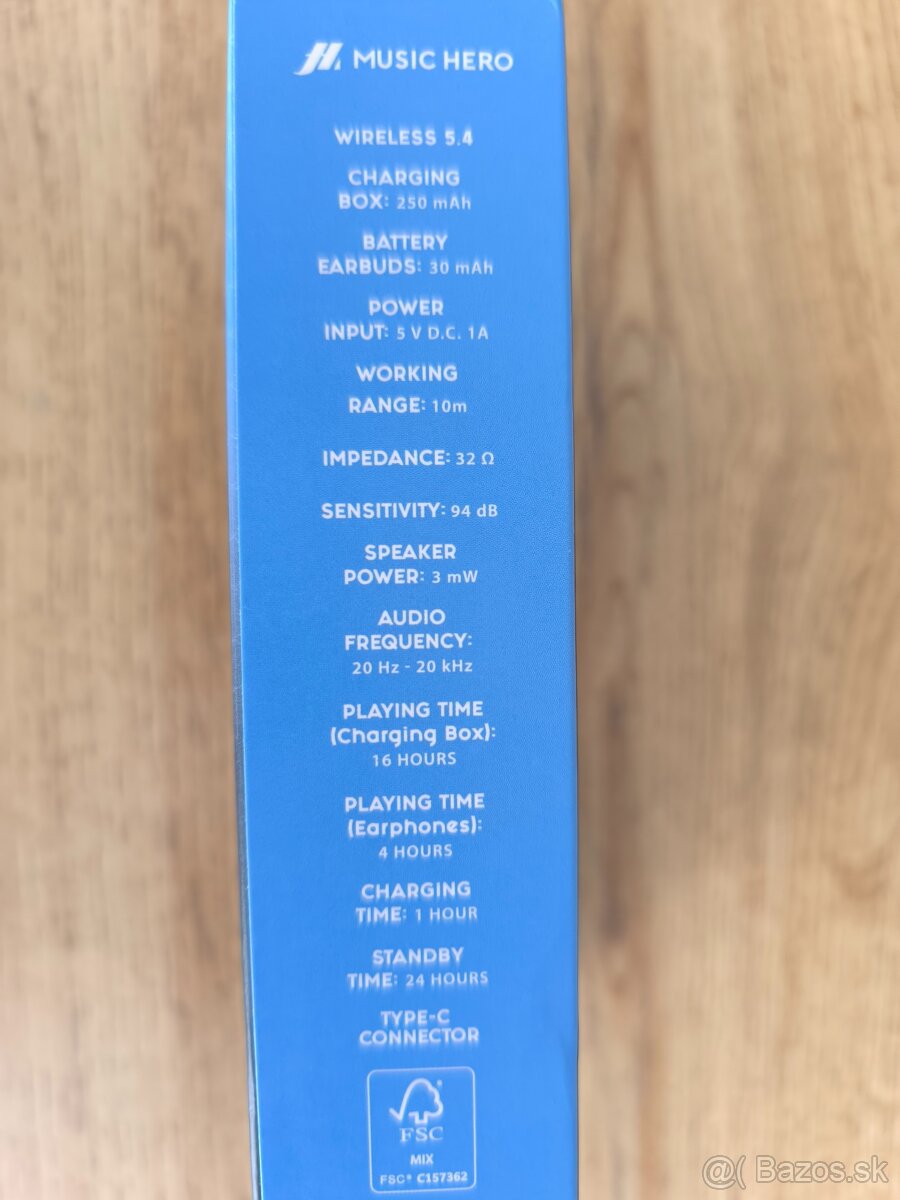 MUSIC HERO
WIRELESS 5.4
CHARGING
BOX: 250 mAh
BATTERY
EARBUDS: 30 mAh
POWER
INPUT: 5 V D.C. 1A
WORKING
RANGE: 10m
IMPEDANCE: 32 Ω
SENSITIVITY: 94 dB
SPEAKER
POWER: 3 mW
AUDIO
FREQUENCY:
20 Hz - 20 kHz
PLAYING TIME
(Charging Box):
16 HOURS
PLAYING TIME
(Earphones):
4 HOURS
CHARGING
TIME: 1 HOUR
STANDBY
TIME: 24 HOURS
TYPE-C
CONNECTOR
FSC
MIX
FSC® C157362
@( Bazos.sk